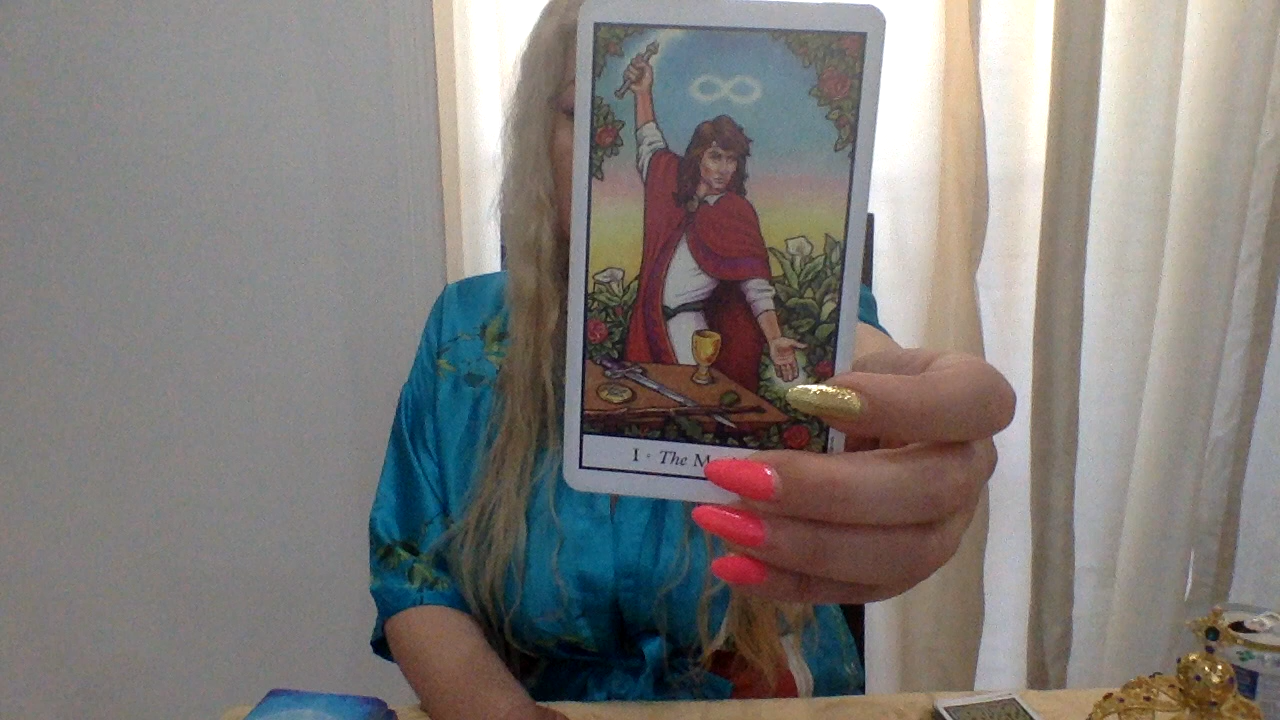 I • The